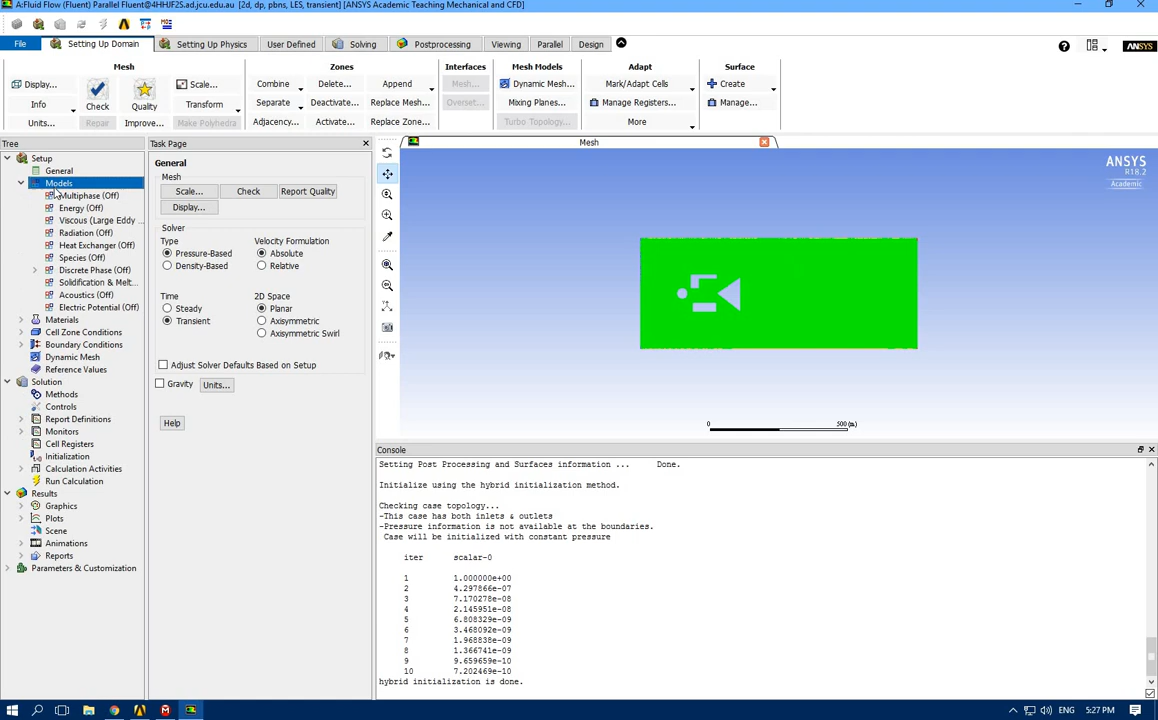 A:Fluid Flow (Fluent) Parallel Fluent@4HHJF2S.ad.jcu.edu.au [2d, dp, pbns, LES, transient] [ANSYS Academic Teaching Mechanical and CFD]
File Setting Up Domain Setting Up Physics User Defined Solving Postprocessing Viewing Parallel Design ANSYS
Mesh Zones Interfaces Mesh Models Adapt Surface
Display... Scale... Combine Delete... Append Mesh... Dynamic Mesh... Mark/Adapt Cells Create
Info Check Quality Transform Separate Deactivate... Replace Mesh... Overset... Mixing Planes... Manage Registers... Manage...
Units... Repair Improve... Make Polyhedra Adjacency... Activate... Replace Zone... Turbo Topology... More
Tree
Setup
General
Models
Multiphase (Off)
Energy (Off)
Viscous (Large Eddy ...
Radiation (Off)
Heat Exchanger (Off)
Species (Off)
Discrete Phase (Off)
Solidification & Melt...
Acoustics (Off)
Electric Potential (Off)
Materials
Cell Zone Conditions
Boundary Conditions
Dynamic Mesh
Reference Values
Solution
Methods
Controls
Report Definitions
Monitors
Cell Registers
Initialization
Calculation Activities
Run Calculation
Results
Graphics
Plots
Scene
Animations
Reports
Parameters & Customization
Task Page
General
Mesh
Scale... Check Report Quality
Display...
Solver
Type Velocity Formulation
Pressure-Based Absolute
Density-Based Relative
Time 2D Space
Steady Planar
Transient Axisymmetric
Axisymmetric Swirl
Adjust Solver Defaults Based on Setup
Gravity Units...
Help
Mesh
ANSYS
R18.2
Academic
0 500 (m)
Console
Setting Post Processing and Surfaces information ... Done.
Initialize using the hybrid initialization method.
Checking case topology...
-This case has both inlets & outlets
-Pressure information is not available at the boundaries.
Case will be initialized with constant pressure
iter scalar-0
1 1.000000e+00
2 4.297866e-07
3 7.170278e-08
4 2.145951e-08
5 6.808329e-09
6 3.468092e-09
7 1.968838e-09
8 1.366741e-09
9 9.659659e-10
10 7.202469e-10
hybrid initialization is done.
ENG 5:27 PM